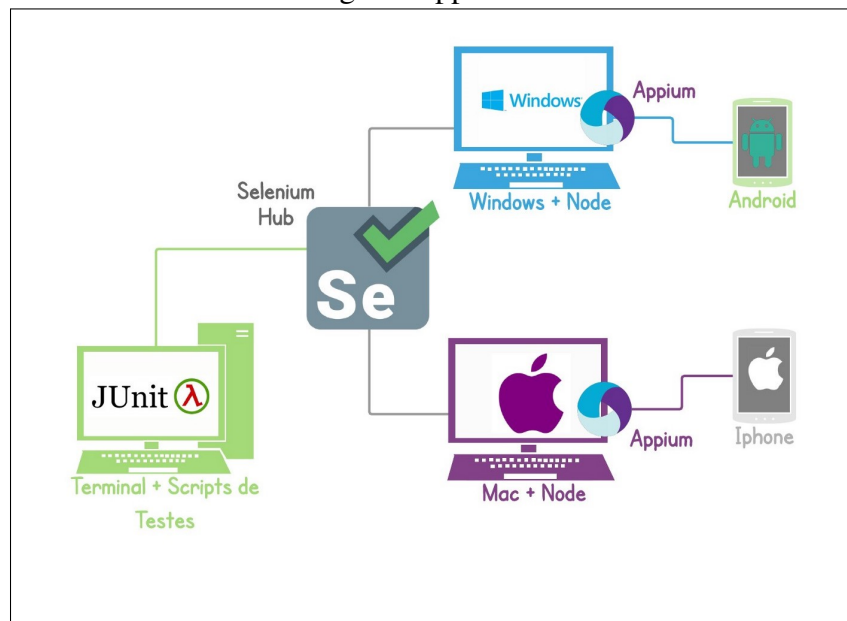 Windows
Appium
Windows + Node
Android
Selenium
Hub
Se
JUnit λ
Terminal + Scripts de
Testes
Appium
Mac + Node
Iphone